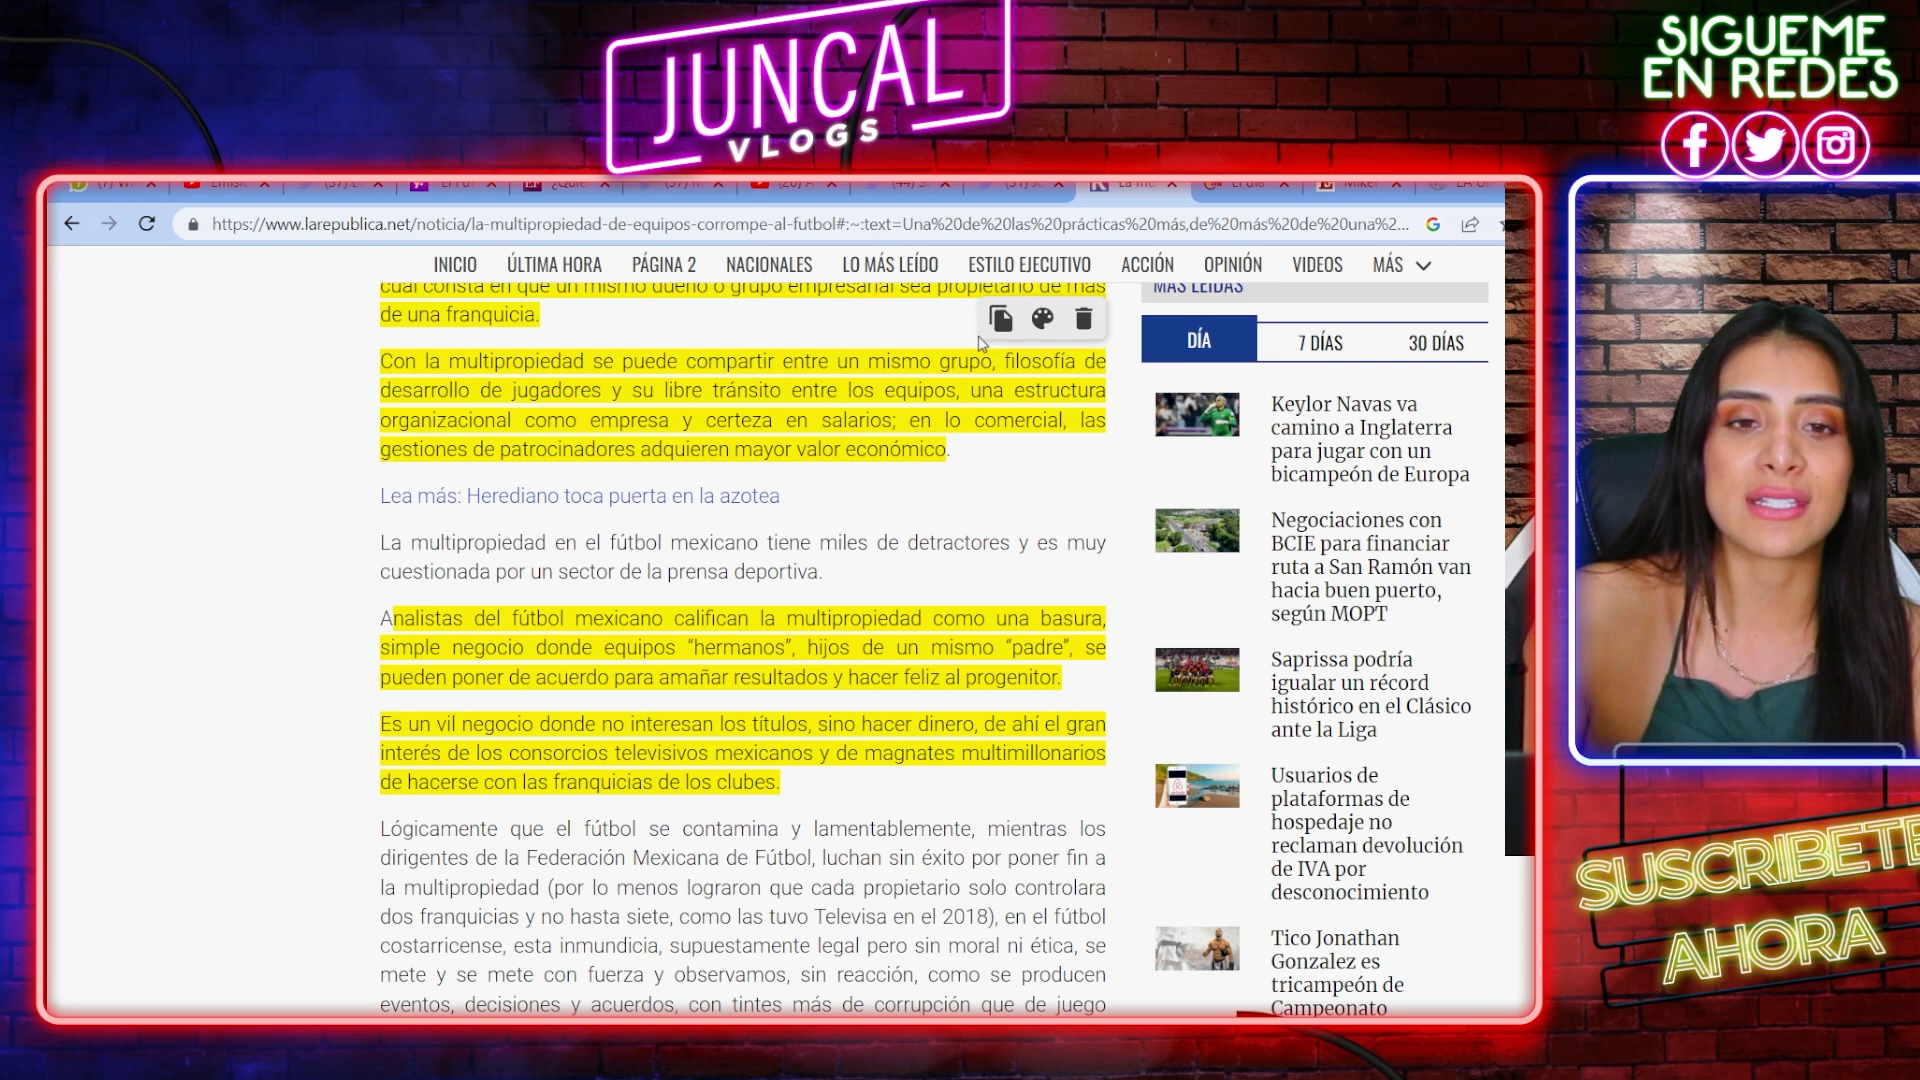 JUNCAL
VLOGS
SIGUEME
EN REDES
https://www.larepublica.net/noticia/la-multipropiedad-de-equipos-corrompe-al-futbol#:~:text=Una%20de%20las%20prácticas%20más,de%20más%20de%20una%2...
INICIO ÚLTIMA HORA PÁGINA 2 NACIONALES LO MÁS LEÍDO ESTILO EJECUTIVO ACCIÓN OPINIÓN VIDEOS MÁS
cual consta en que un mismo dueño o grupo empresarial sea propietario de más
de una franquicia.
Con la multipropiedad se puede compartir entre un mismo grupo, filosofía de
desarrollo de jugadores y su libre tránsito entre los equipos, una estructura
organizacional como empresa y certeza en salarios; en lo comercial, las
gestiones de patrocinadores adquieren mayor valor económico.
Lea más: Herediano toca puerta en la azotea
La multipropiedad en el fútbol mexicano tiene miles de detractores y es muy
cuestionada por un sector de la prensa deportiva.
Analistas del fútbol mexicano califican la multipropiedad como una basura,
simple negocio donde equipos “hermanos”, hijos de un mismo “padre”, se
pueden poner de acuerdo para amañar resultados y hacer feliz al progenitor.
Es un vil negocio donde no interesan los títulos, sino hacer dinero, de ahí el gran
interés de los consorcios televisivos mexicanos y de magnates multimillonarios
de hacerse con las franquicias de los clubes.
Lógicamente que el fútbol se contamina y lamentablemente, mientras los
dirigentes de la Federación Mexicana de Fútbol, luchan sin éxito por poner fin a
la multipropiedad (por lo menos lograron que cada propietario solo controlara
dos franquicias y no hasta siete, como las tuvo Televisa en el 2018), en el fútbol
costarricense, esta inmundicia, supuestamente legal pero sin moral ni ética, se
mete y se mete con fuerza y observamos, sin reacción, como se producen
eventos, decisiones y acuerdos, con tintes más de corrupción que de juego
MÁS LEÍDAS
DÍA 7 DÍAS 30 DÍAS
Keylor Navas va
camino a Inglaterra
para jugar con un
bicampeón de Europa
Negociaciones con
BCIE para financiar
ruta a San Ramón van
hacia buen puerto,
según MOPT
Saprissa podría
igualar un récord
histórico en el Clásico
ante la Liga
Usuarios de
plataformas de
hospedaje no
reclaman devolución
de IVA por
desconocimiento
Tico Jonathan
Gonzalez es
tricampeón de
Campeonato
SUSCRIBETE
AHORA